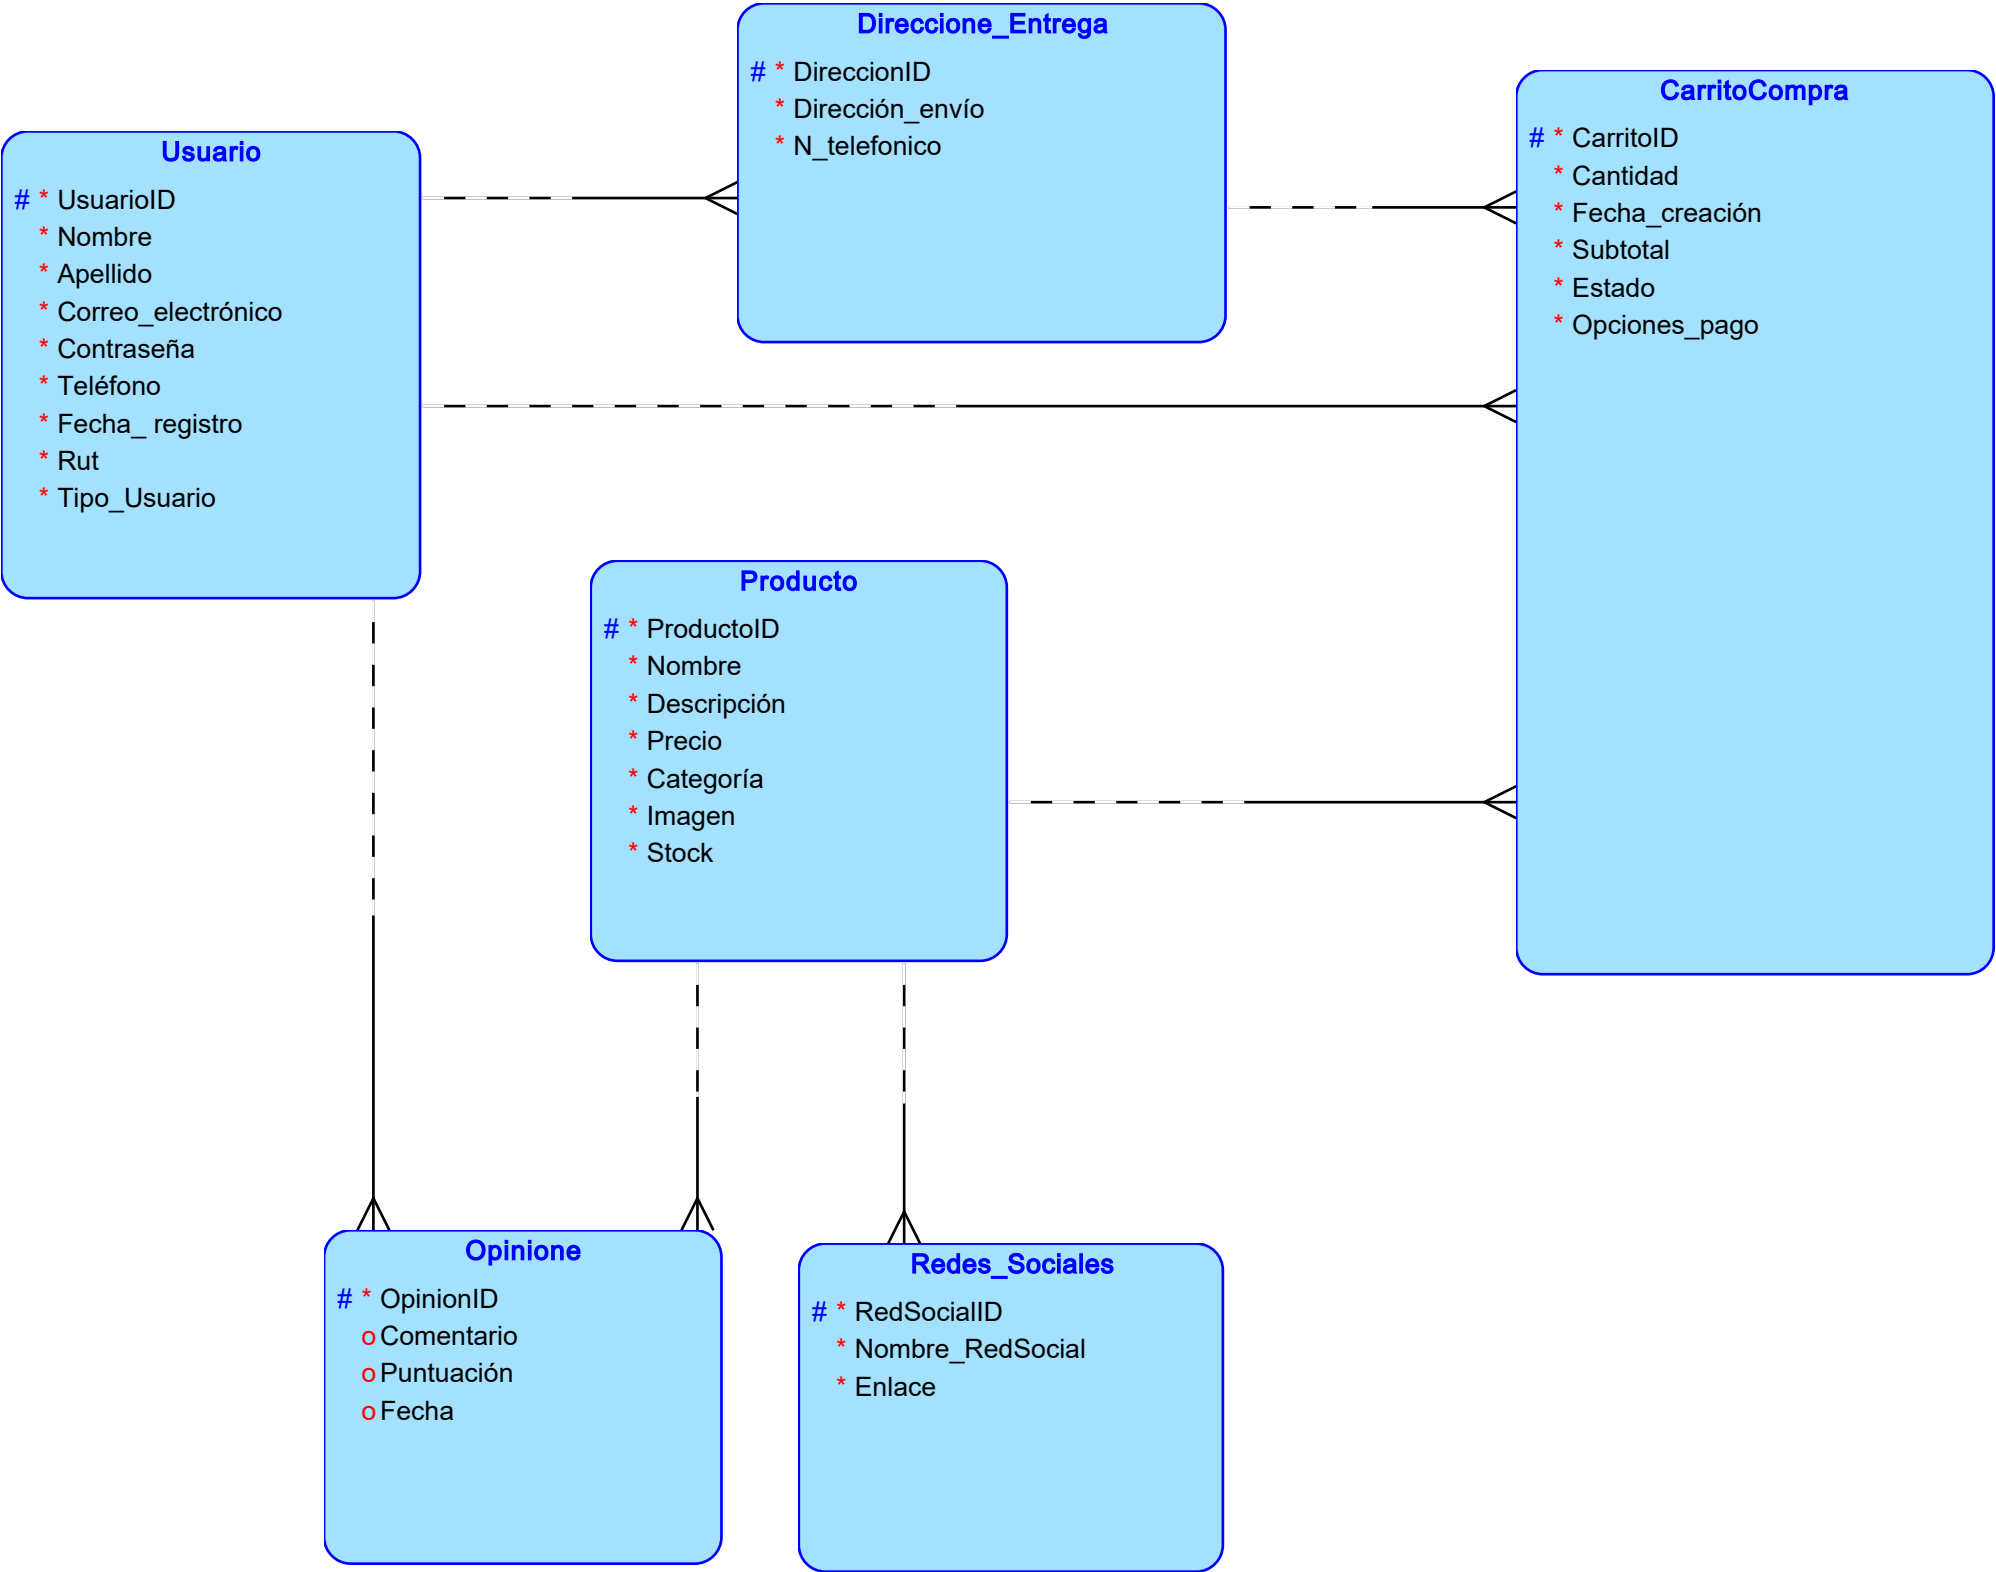 Direccione_Entrega
# * DireccionID
* Dirección_envío
* N_telefonico
CarritoCompra
# * CarritoID
* Cantidad
* Fecha_creación
* Subtotal
* Estado
* Opciones_pago
Usuario
# * UsuarioID
* Nombre
* Apellido
* Correo_electrónico
* Contraseña
* Teléfono
* Fecha_ registro
* Rut
* Tipo_Usuario
Producto
# * ProductoID
* Nombre
* Descripción
* Precio
* Categoría
* Imagen
* Stock
Opinione
# * OpinionID
o Comentario
o Puntuación
o Fecha
Redes_Sociales
# * RedSocialID
* Nombre_RedSocial
* Enlace